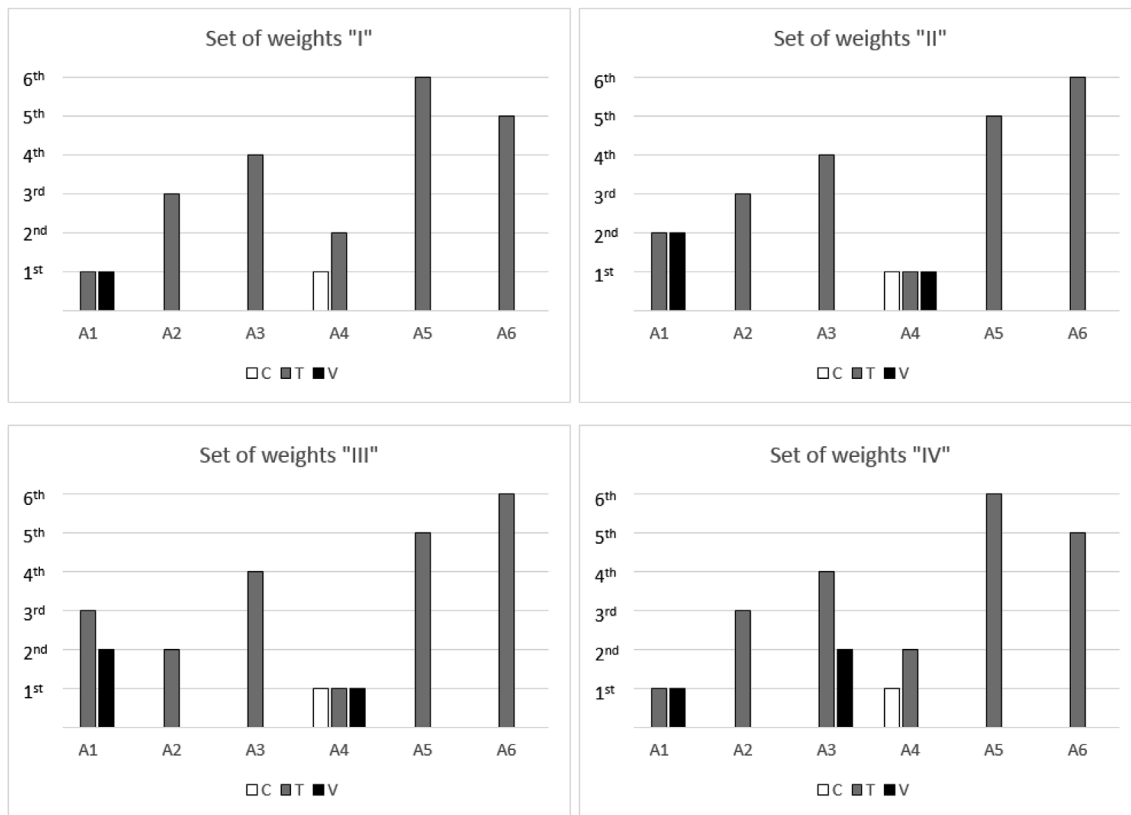 Set of weights "I"
6th
5th
4th
3rd
2nd
1st
A1 A2 A3 A4 A5 A6
C T V
Set of weights "II"
6th
5th
4th
3rd
2nd
1st
A1 A2 A3 A4 A5 A6
C T V
Set of weights "III"
6th
5th
4th
3rd
2nd
1st
A1 A2 A3 A4 A5 A6
C T V
Set of weights "IV"
6th
5th
4th
3rd
2nd
1st
A1 A2 A3 A4 A5 A6
C T V